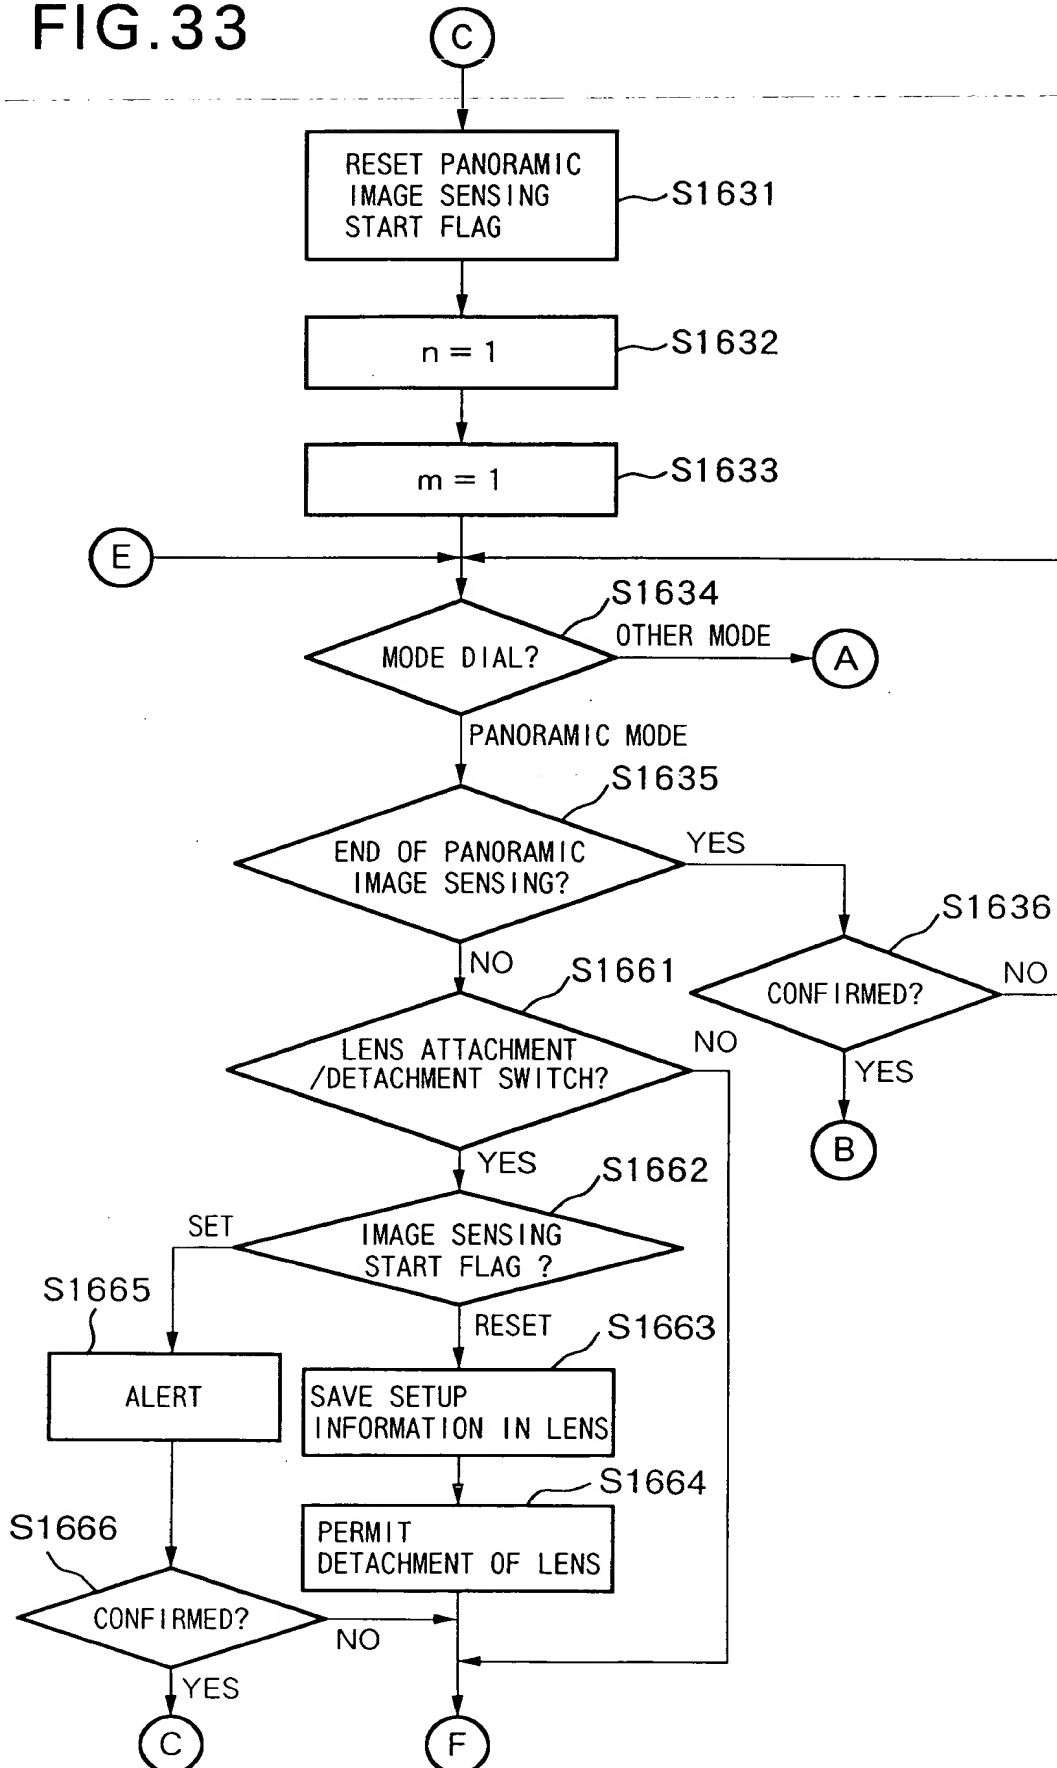 FIG.33
C
RESET PANORAMIC
IMAGE SENSING
START FLAG
S1631
n = 1
S1632
m = 1
S1633
E
S1634
MODE DIAL?
OTHER MODE
A
PANORAMIC MODE
S1635
END OF PANORAMIC
IMAGE SENSING?
YES
S1636
CONFIRMED?
NO
YES
B
NO
S1661
LENS ATTACHMENT
/DETACHMENT SWITCH?
NO
YES
S1662
IMAGE SENSING
START FLAG ?
SET
S1665
ALERT
RESET
S1663
SAVE SETUP
INFORMATION IN LENS
S1664
PERMIT
DETACHMENT OF LENS
S1666
CONFIRMED?
NO
YES
C
F